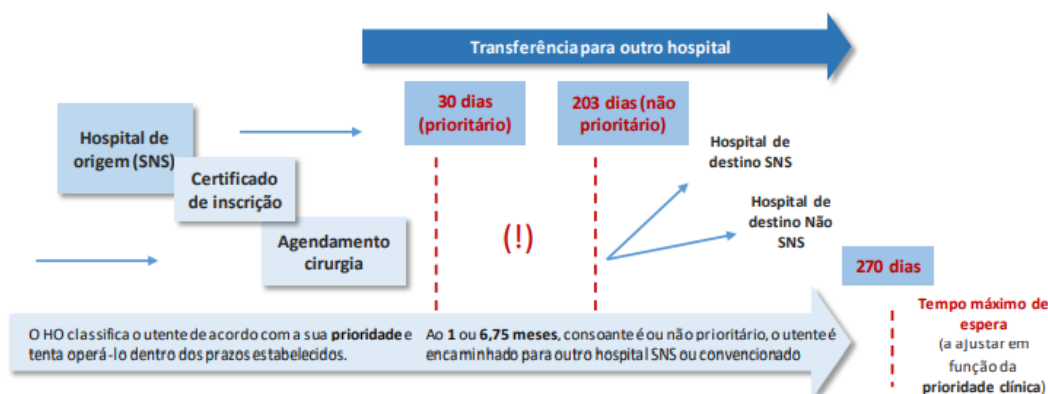 Transferência para outro hospital
30 dias
(prioritário)
203 dias (não
prioritário)
Hospital de
origem (SNS)
Certificado
de inscrição
Agendamento
cirurgia
(!)
Hospital de
destino SNS
Hospital de
destino Não
SNS
270 dias
O HO classifica o utente de acordo com a sua prioridade e
tenta operá-lo dentro dos prazos estabelecidos.
Ao 1 ou 6,75 meses, consoante é ou não prioritário, o utente é
encaminhado para outro hospital SNS ou convencionado
Tempo máximo de
espera
(a ajustar em
função da
prioridade clínica)